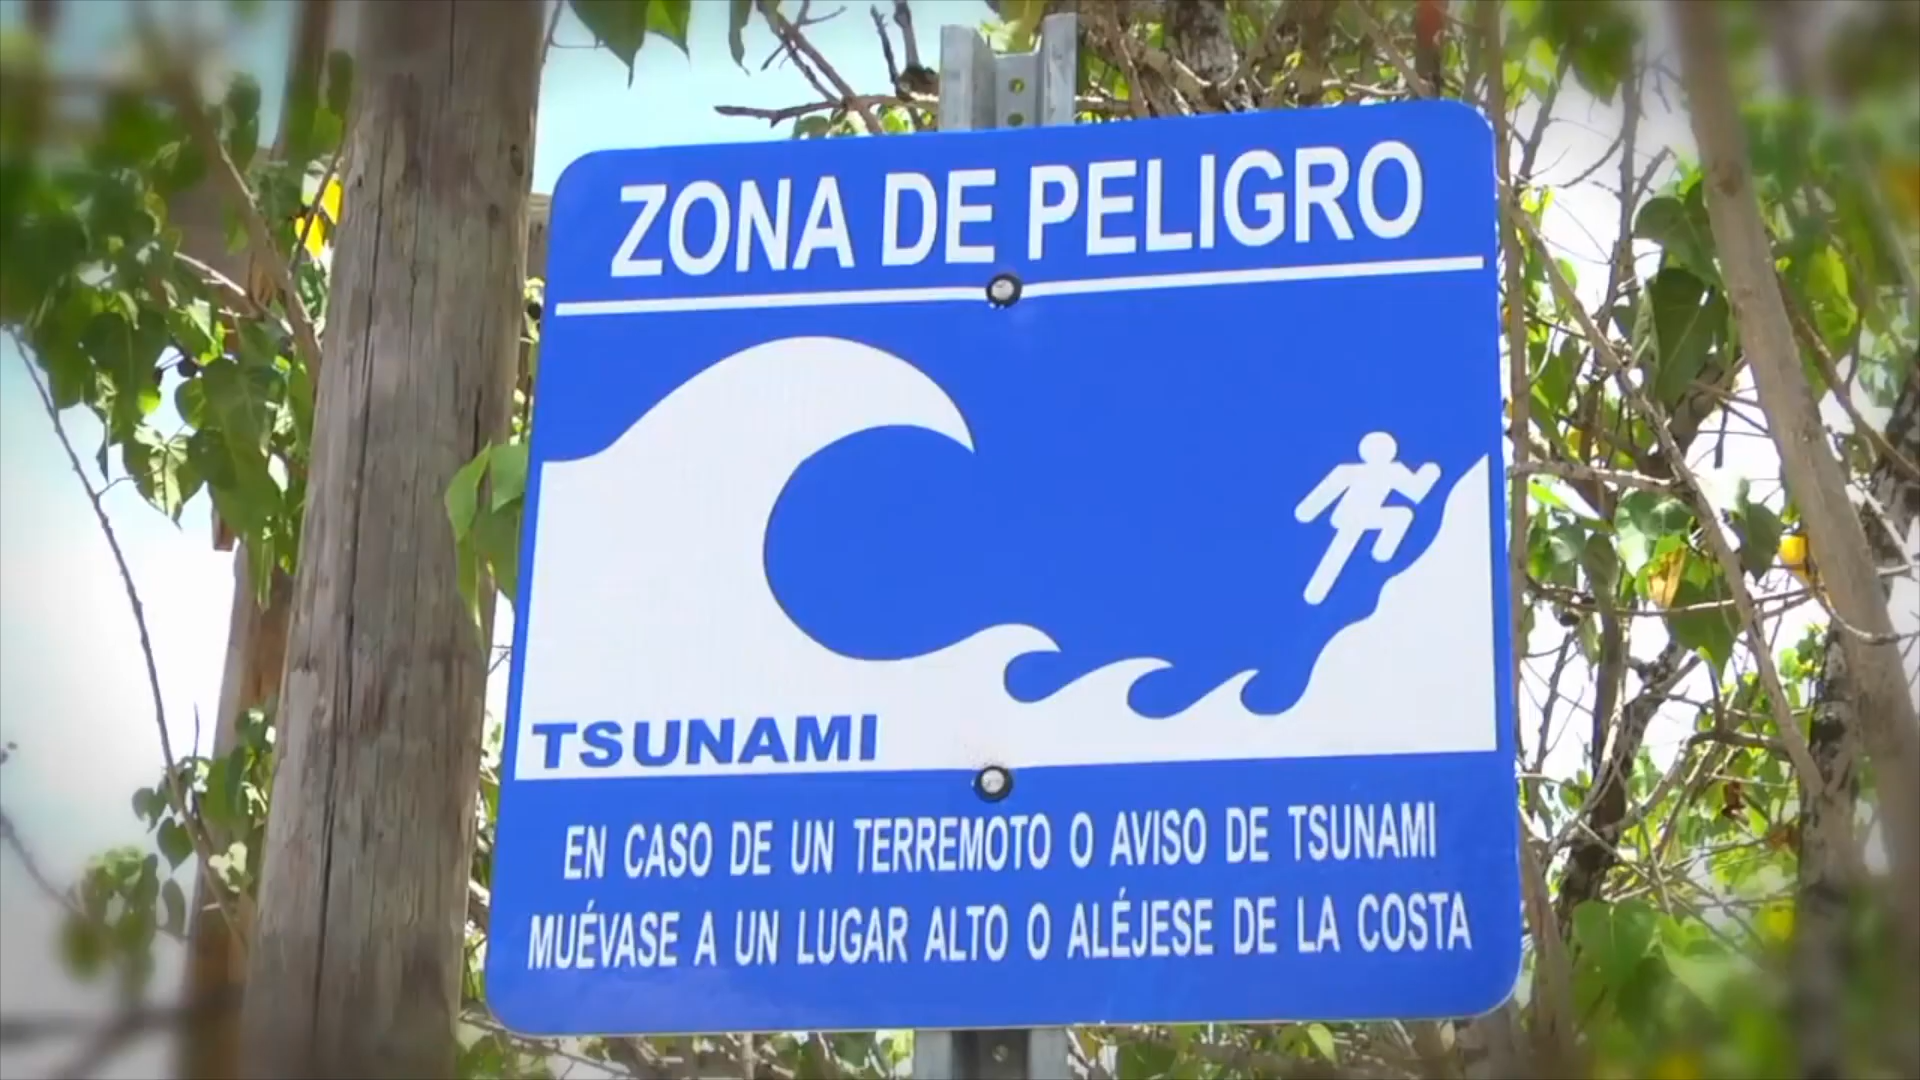 ZONA DE PELIGRO
TSUNAMI
EN CASO DE UN TERREMOTO O AVISO DE TSUNAMI
MUÉVASE A UN LUGAR ALTO O ALÉJESE DE LA COSTA